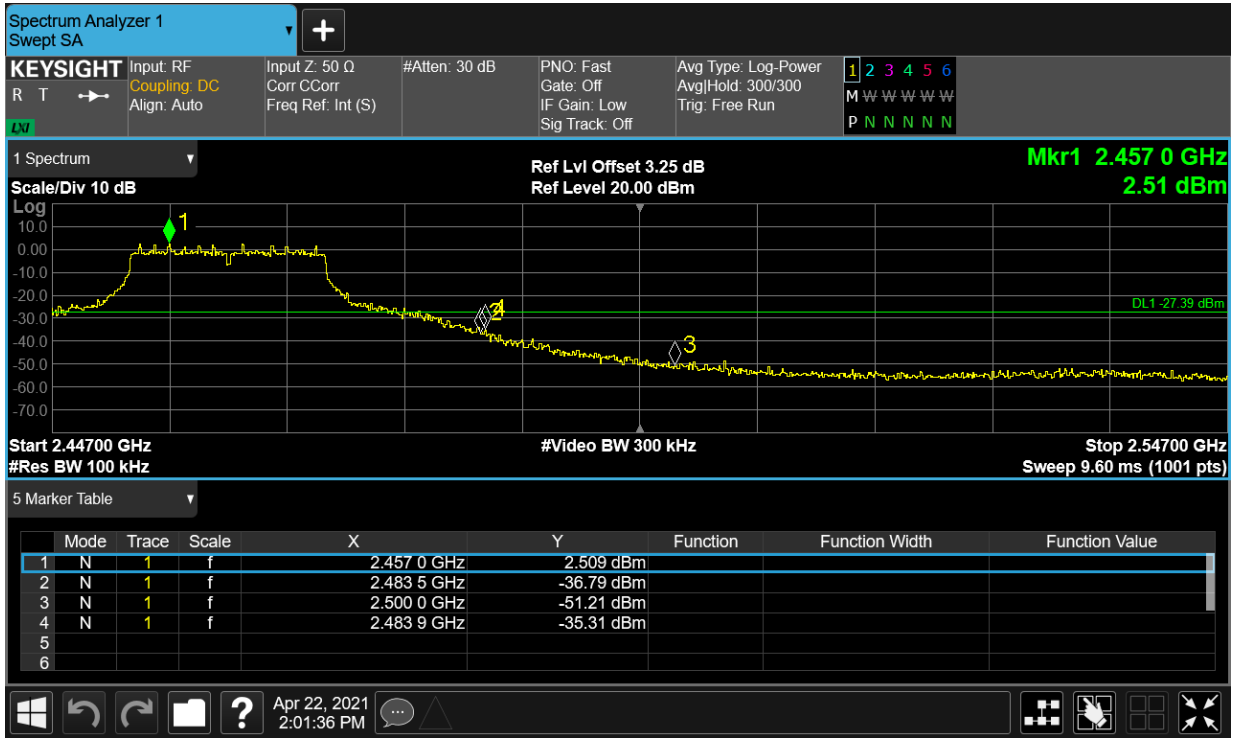 Spectrum Analyzer 1
Swept SA
+
KEYSIGHT
R T
LXI
Input: RF
Coupling: DC
Align: Auto
Input Z: 50 Ω
Corr CCorr
Freq Ref: Int (S)
#Atten: 30 dB
PNO: Fast
Gate: Off
IF Gain: Low
Sig Track: Off
Avg Type: Log-Power
Avg|Hold: 300/300
Trig: Free Run
1 2 3 4 5 6
M W W W W W
P N N N N N
1 Spectrum
Scale/Div 10 dB
Ref Lvl Offset 3.25 dB
Ref Level 20.00 dBm
Mkr1 2.457 0 GHz
2.51 dBm
Log
10.0
0.00
-10.0
-20.0
-30.0
-40.0
-50.0
-60.0
-70.0
1
2
4
3
DL1 -27.39 dBm
Start 2.44700 GHz
#Video BW 300 kHz
Stop 2.54700 GHz
#Res BW 100 kHz
Sweep 9.60 ms (1001 pts)
5 Marker Table
Mode Trace Scale X Y Function Function Width Function Value
1 N 1 f 2.457 0 GHz 2.509 dBm
2 N 1 f 2.483 5 GHz -36.79 dBm
3 N 1 f 2.500 0 GHz -51.21 dBm
4 N 1 f 2.483 9 GHz -35.31 dBm
5
6
?
Apr 22, 2021
2:01:36 PM